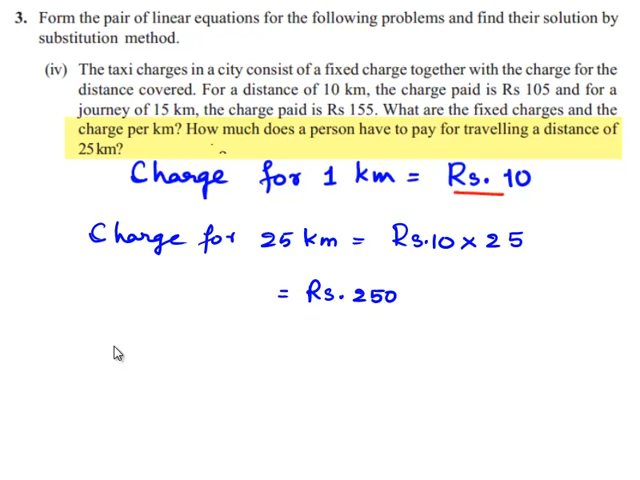 3. Form the pair of linear equations for the following problems and find their solution by
substitution method.
(iv) The taxi charges in a city consist of a fixed charge together with the charge for the
distance covered. For a distance of 10 km, the charge paid is Rs 105 and for a
journey of 15 km, the charge paid is Rs 155. What are the fixed charges and the
charge per km? How much does a person have to pay for travelling a distance of
25 km?
Charge for 1 km = Rs. 10
Charge for 25 km = Rs. 10 × 25
= Rs. 250